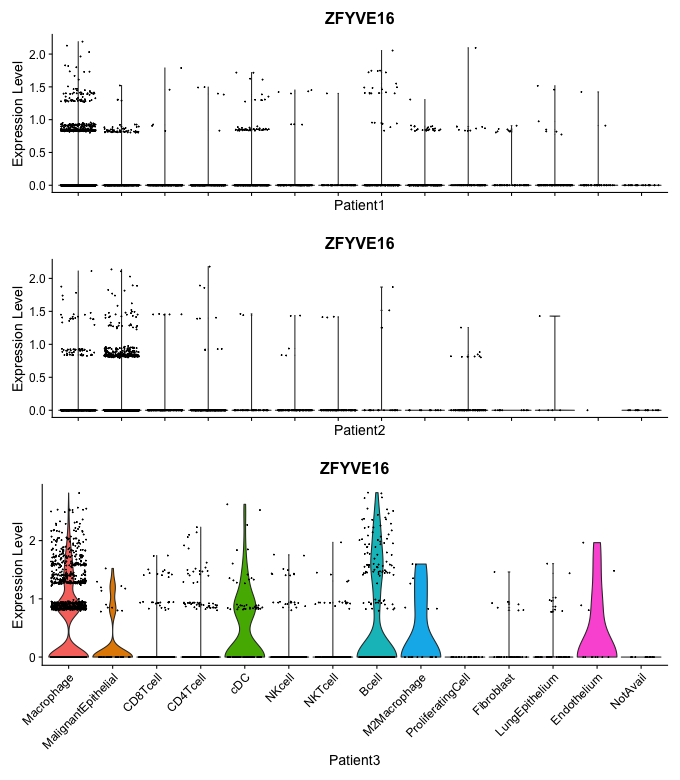 ZFYVE16
Expression Level
2.0
1.5
1.0
0.5
0.0
Patient1
ZFYVE16
Expression Level
2.0
1.5
1.0
0.5
0.0
Patient2
ZFYVE16
Expression Level
2
1
0
Macrophage
MalignantEpithelial
CD8Tcell
CD4Tcell
cDC
NKcell
NKTcell
Bcell
M2Macrophage
ProliferatingCell
Fibroblast
LungEpithelium
Endothelium
NotAvail
Patient3